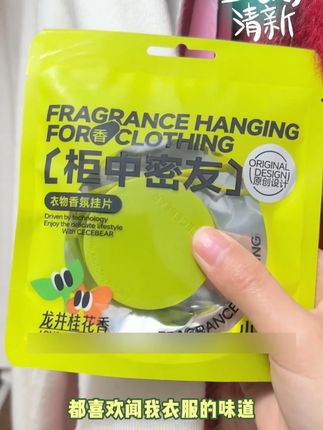 清新
FRAGRANCE HANGING
FOR香CLOTHING
[柜中密友]
ORIGINAL
DESIGN
原创设计
衣物香氛挂片
Driven by technology
Enjoy the delicate lifestyle
With CECEBEAR
龙井桂花香
FRAGRANCE
都喜欢闻我衣服的味道